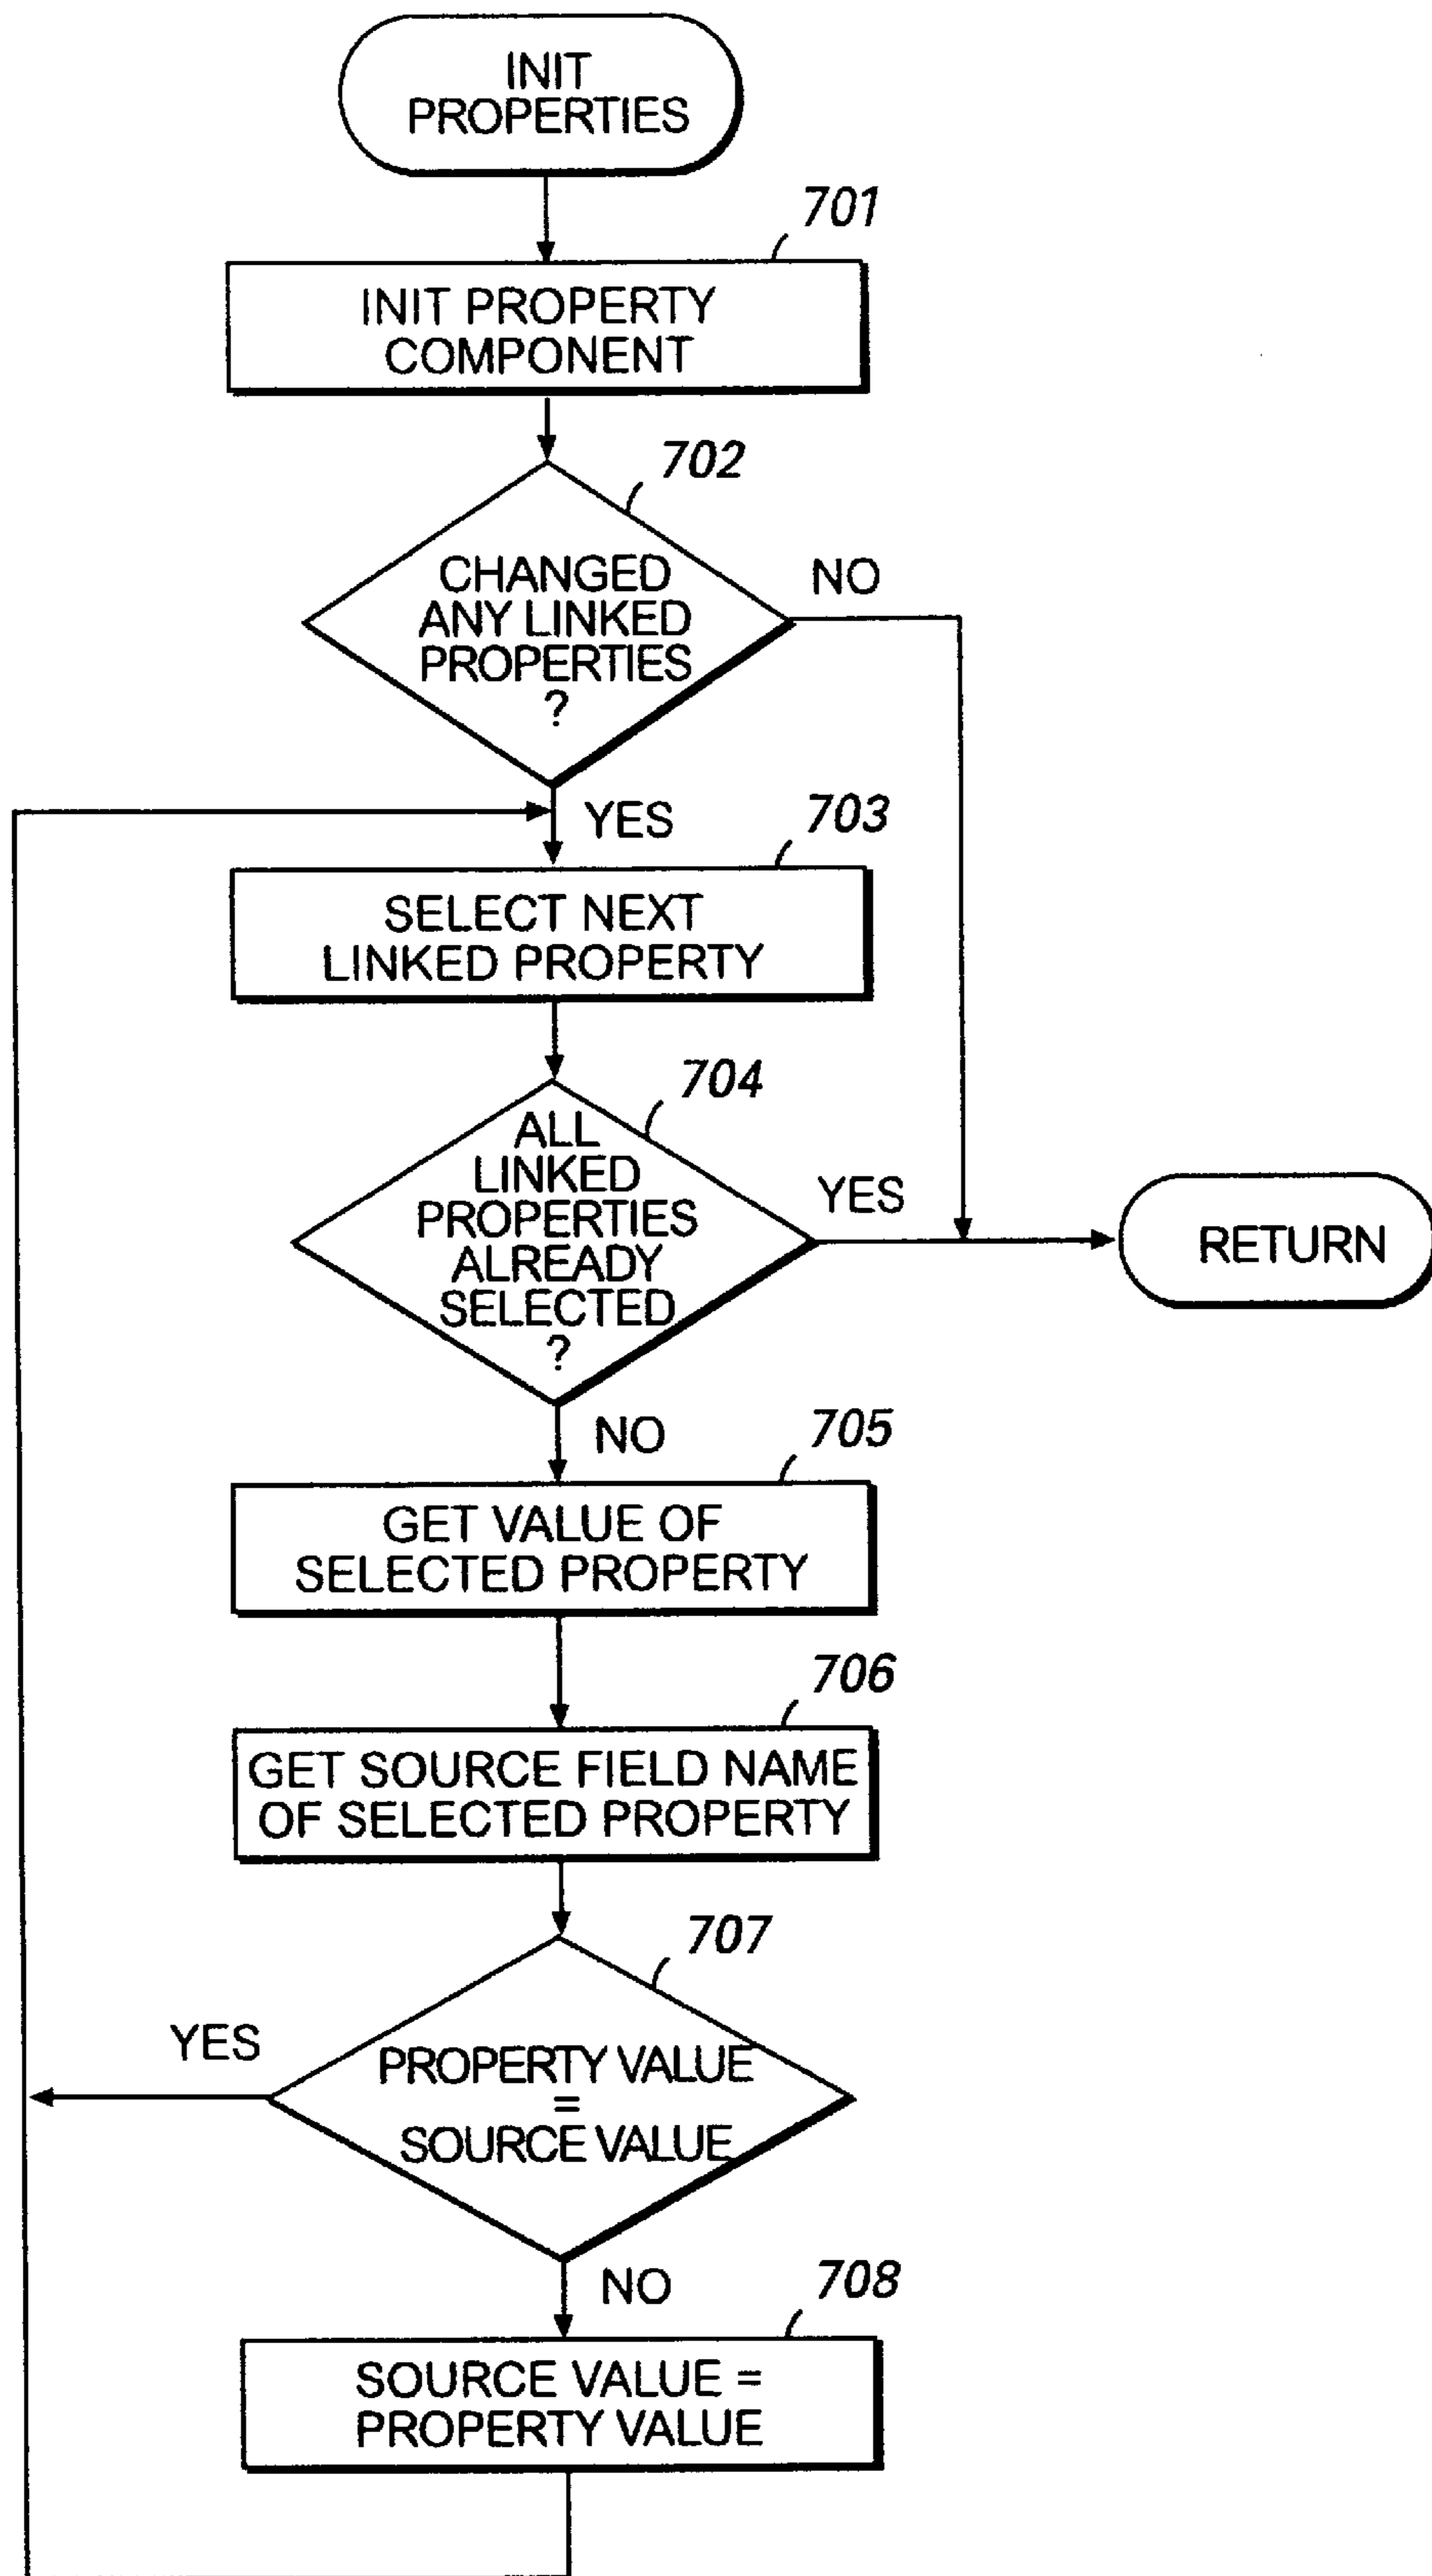 INIT
PROPERTIES
701
INIT PROPERTY
COMPONENT
702
CHANGED
ANY LINKED
PROPERTIES
?
NO
YES
703
SELECT NEXT
LINKED PROPERTY
704
ALL
LINKED
PROPERTIES
ALREADY
SELECTED
?
YES
RETURN
NO
705
GET VALUE OF
SELECTED PROPERTY
706
GET SOURCE FIELD NAME
OF SELECTED PROPERTY
707
YES
PROPERTY VALUE
=
SOURCE VALUE
NO
708
SOURCE VALUE =
PROPERTY VALUE